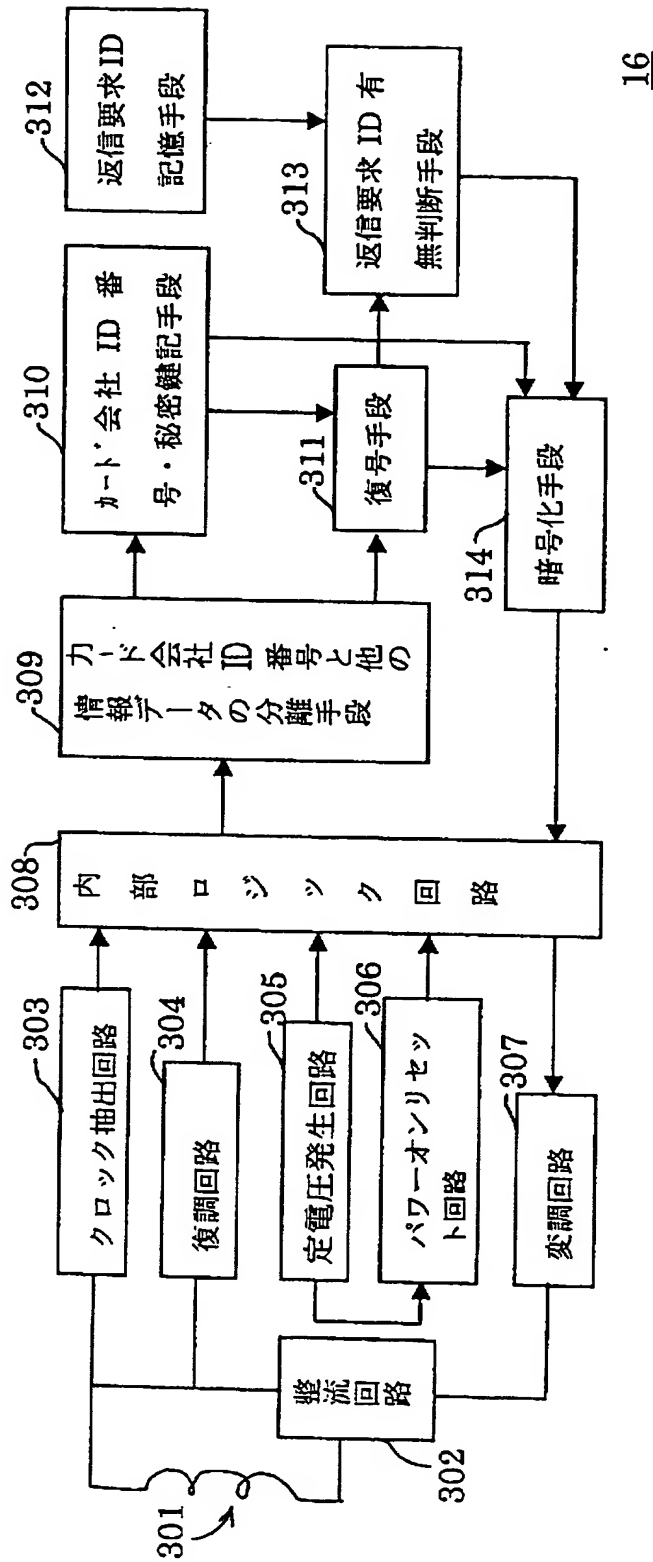 301
302
整流回路
303
クロック抽出回路
304
復調回路
305
定電圧発生回路
306
パワーオンリセッ
ト回路
307
変調回路
308
内部ロジック回路
309
カード会社ID番号と他の
情報データの分離手段
310
カード会社 ID 番
号・秘密鍵記手段
311
復号手段
312
返信要求ID
記憶手段
313
返信要求 ID 有
無判断手段
314
暗号化手段
16